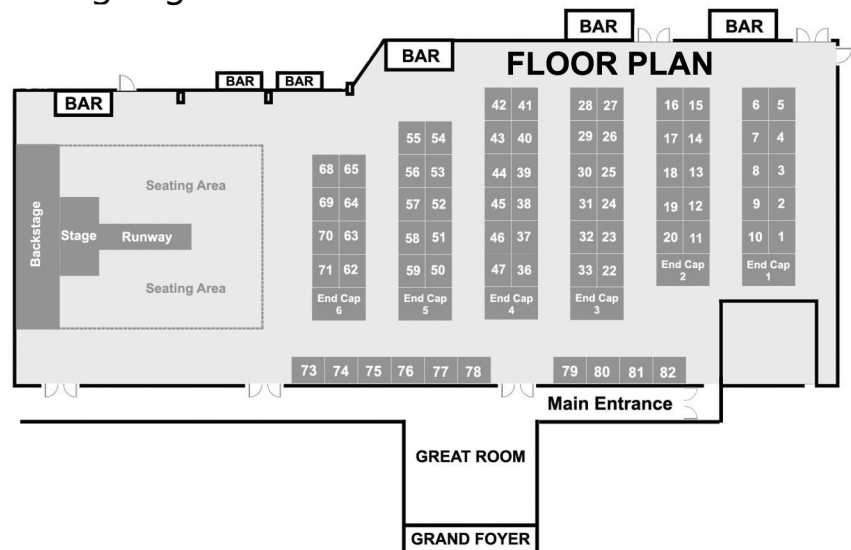 BAR
BAR
BAR
FLOOR PLAN
BAR
BAR
BAR
42 41
28 27
16 15
6 5
55 54
43 40
29 26
17 14
7 4
68 65
56 53
44 39
30 25
18 13
8 3
Seating Area
69 64
57 52
45 38
31 24
19 12
9 2
Backstage
Stage
Runway
70 63
58 51
46 37
32 23
20 11
10 1
71 62
59 50
47 36
33 22
End Cap
2
End Cap
1
Seating Area
End Cap
6
End Cap
5
End Cap
4
End Cap
3
73 74 75 76 77 78
79 80 81 82
Main Entrance
GREAT ROOM
GRAND FOYER